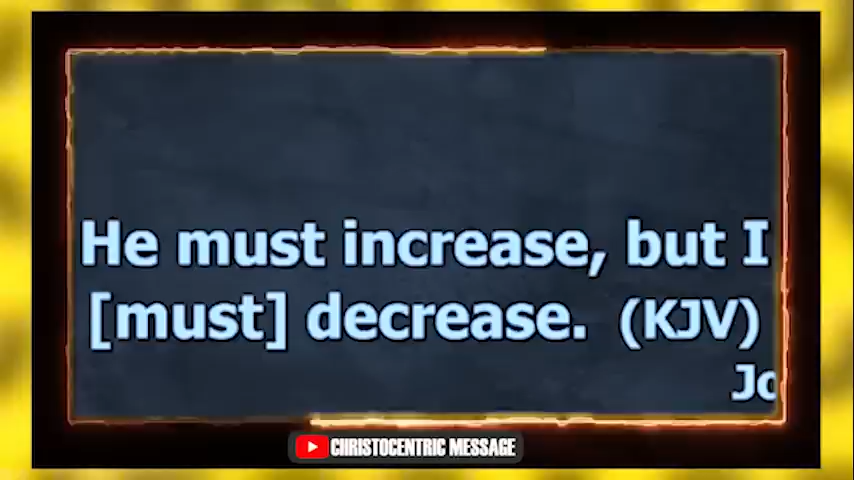 He must increase, but I
[must] decrease. (KJV)
Jo
CHRISTOCENTRIC MESSAGE